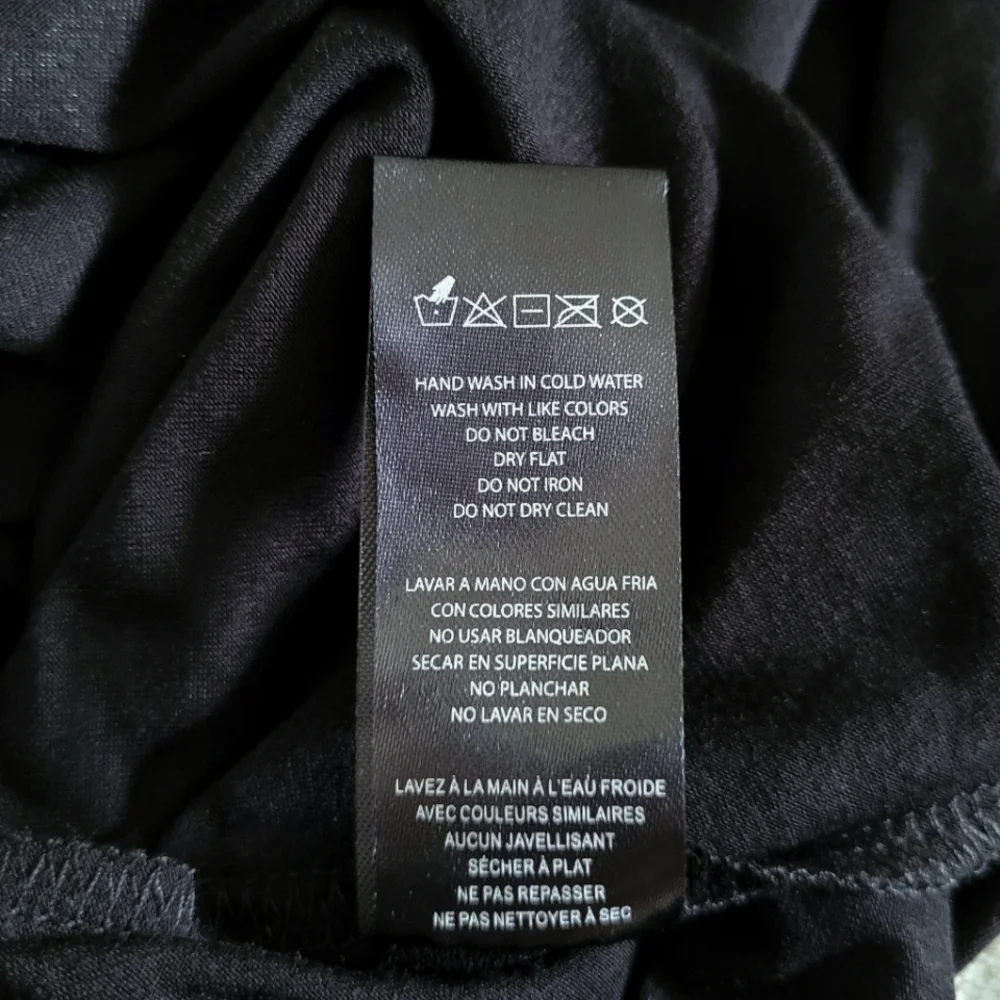 HAND WASH IN COLD WATER
WASH WITH LIKE COLORS
DO NOT BLEACH
DRY FLAT
DO NOT IRON
DO NOT DRY CLEAN
LAVAR A MANO CON AGUA FRIA
CON COLORES SIMILARES
NO USAR BLANQUEADOR
SECAR EN SUPERFICIE PLANA
NO PLANCHAR
NO LAVAR EN SECO
LAVEZ À LA MAIN À L'EAU FROIDE
AVEC COULEURS SIMILAIRES
AUCUN JAVELLISANT
SÉCHER À PLAT
NE PAS REPASSER
NE PAS NETTOYER À SEC